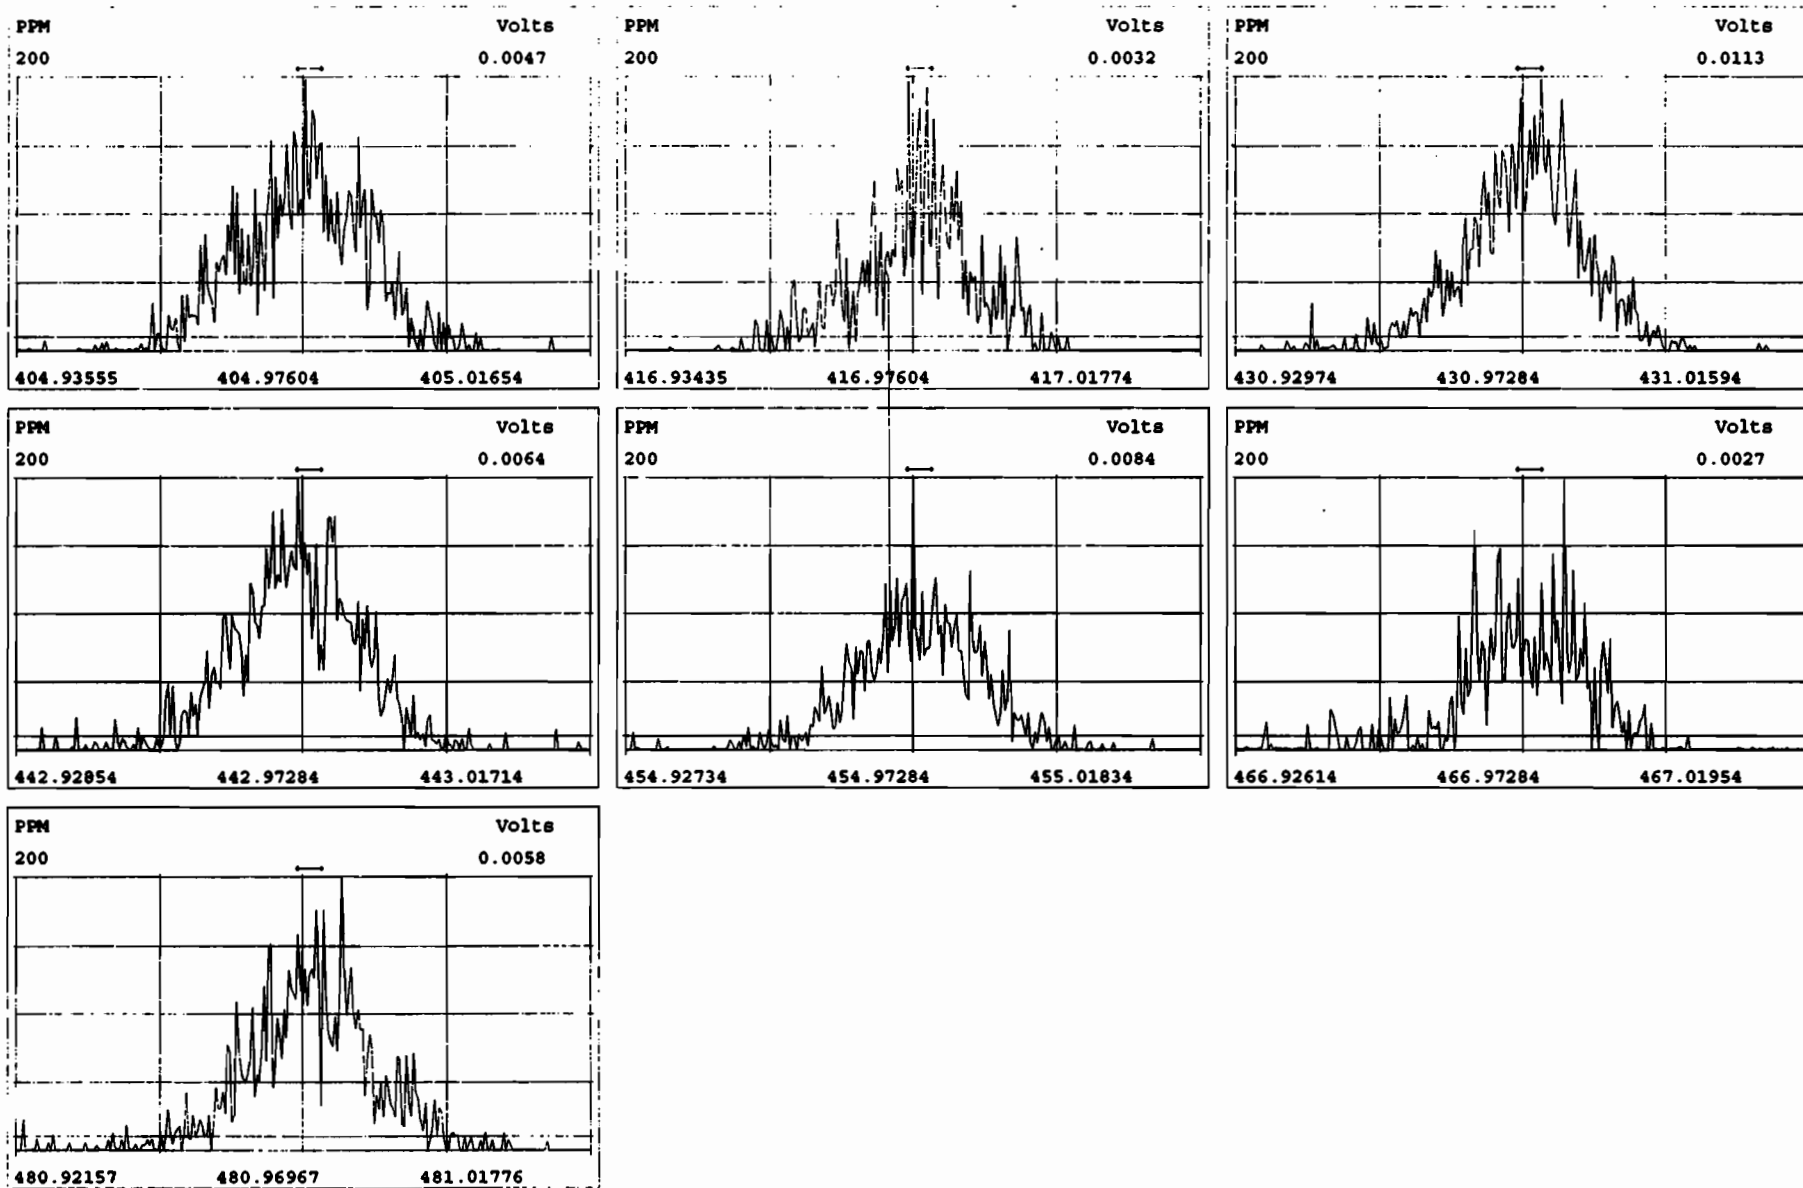 PPM Volts
200 0.0047
404.93555 404.97604 405.01654
PPM Volts
200 0.0032
416.93435 416.97604 417.01774
PPM Volts
200 0.0113
430.92974 430.97284 431.01594
PPM Volts
200 0.0064
442.92854 442.97284 443.01714
PPM Volts
200 0.0084
454.92734 454.97284 455.01834
PPM Volts
200 0.0027
466.92614 466.97284 467.01954
PPM Volts
200 0.0058
480.92157 480.96967 481.01776